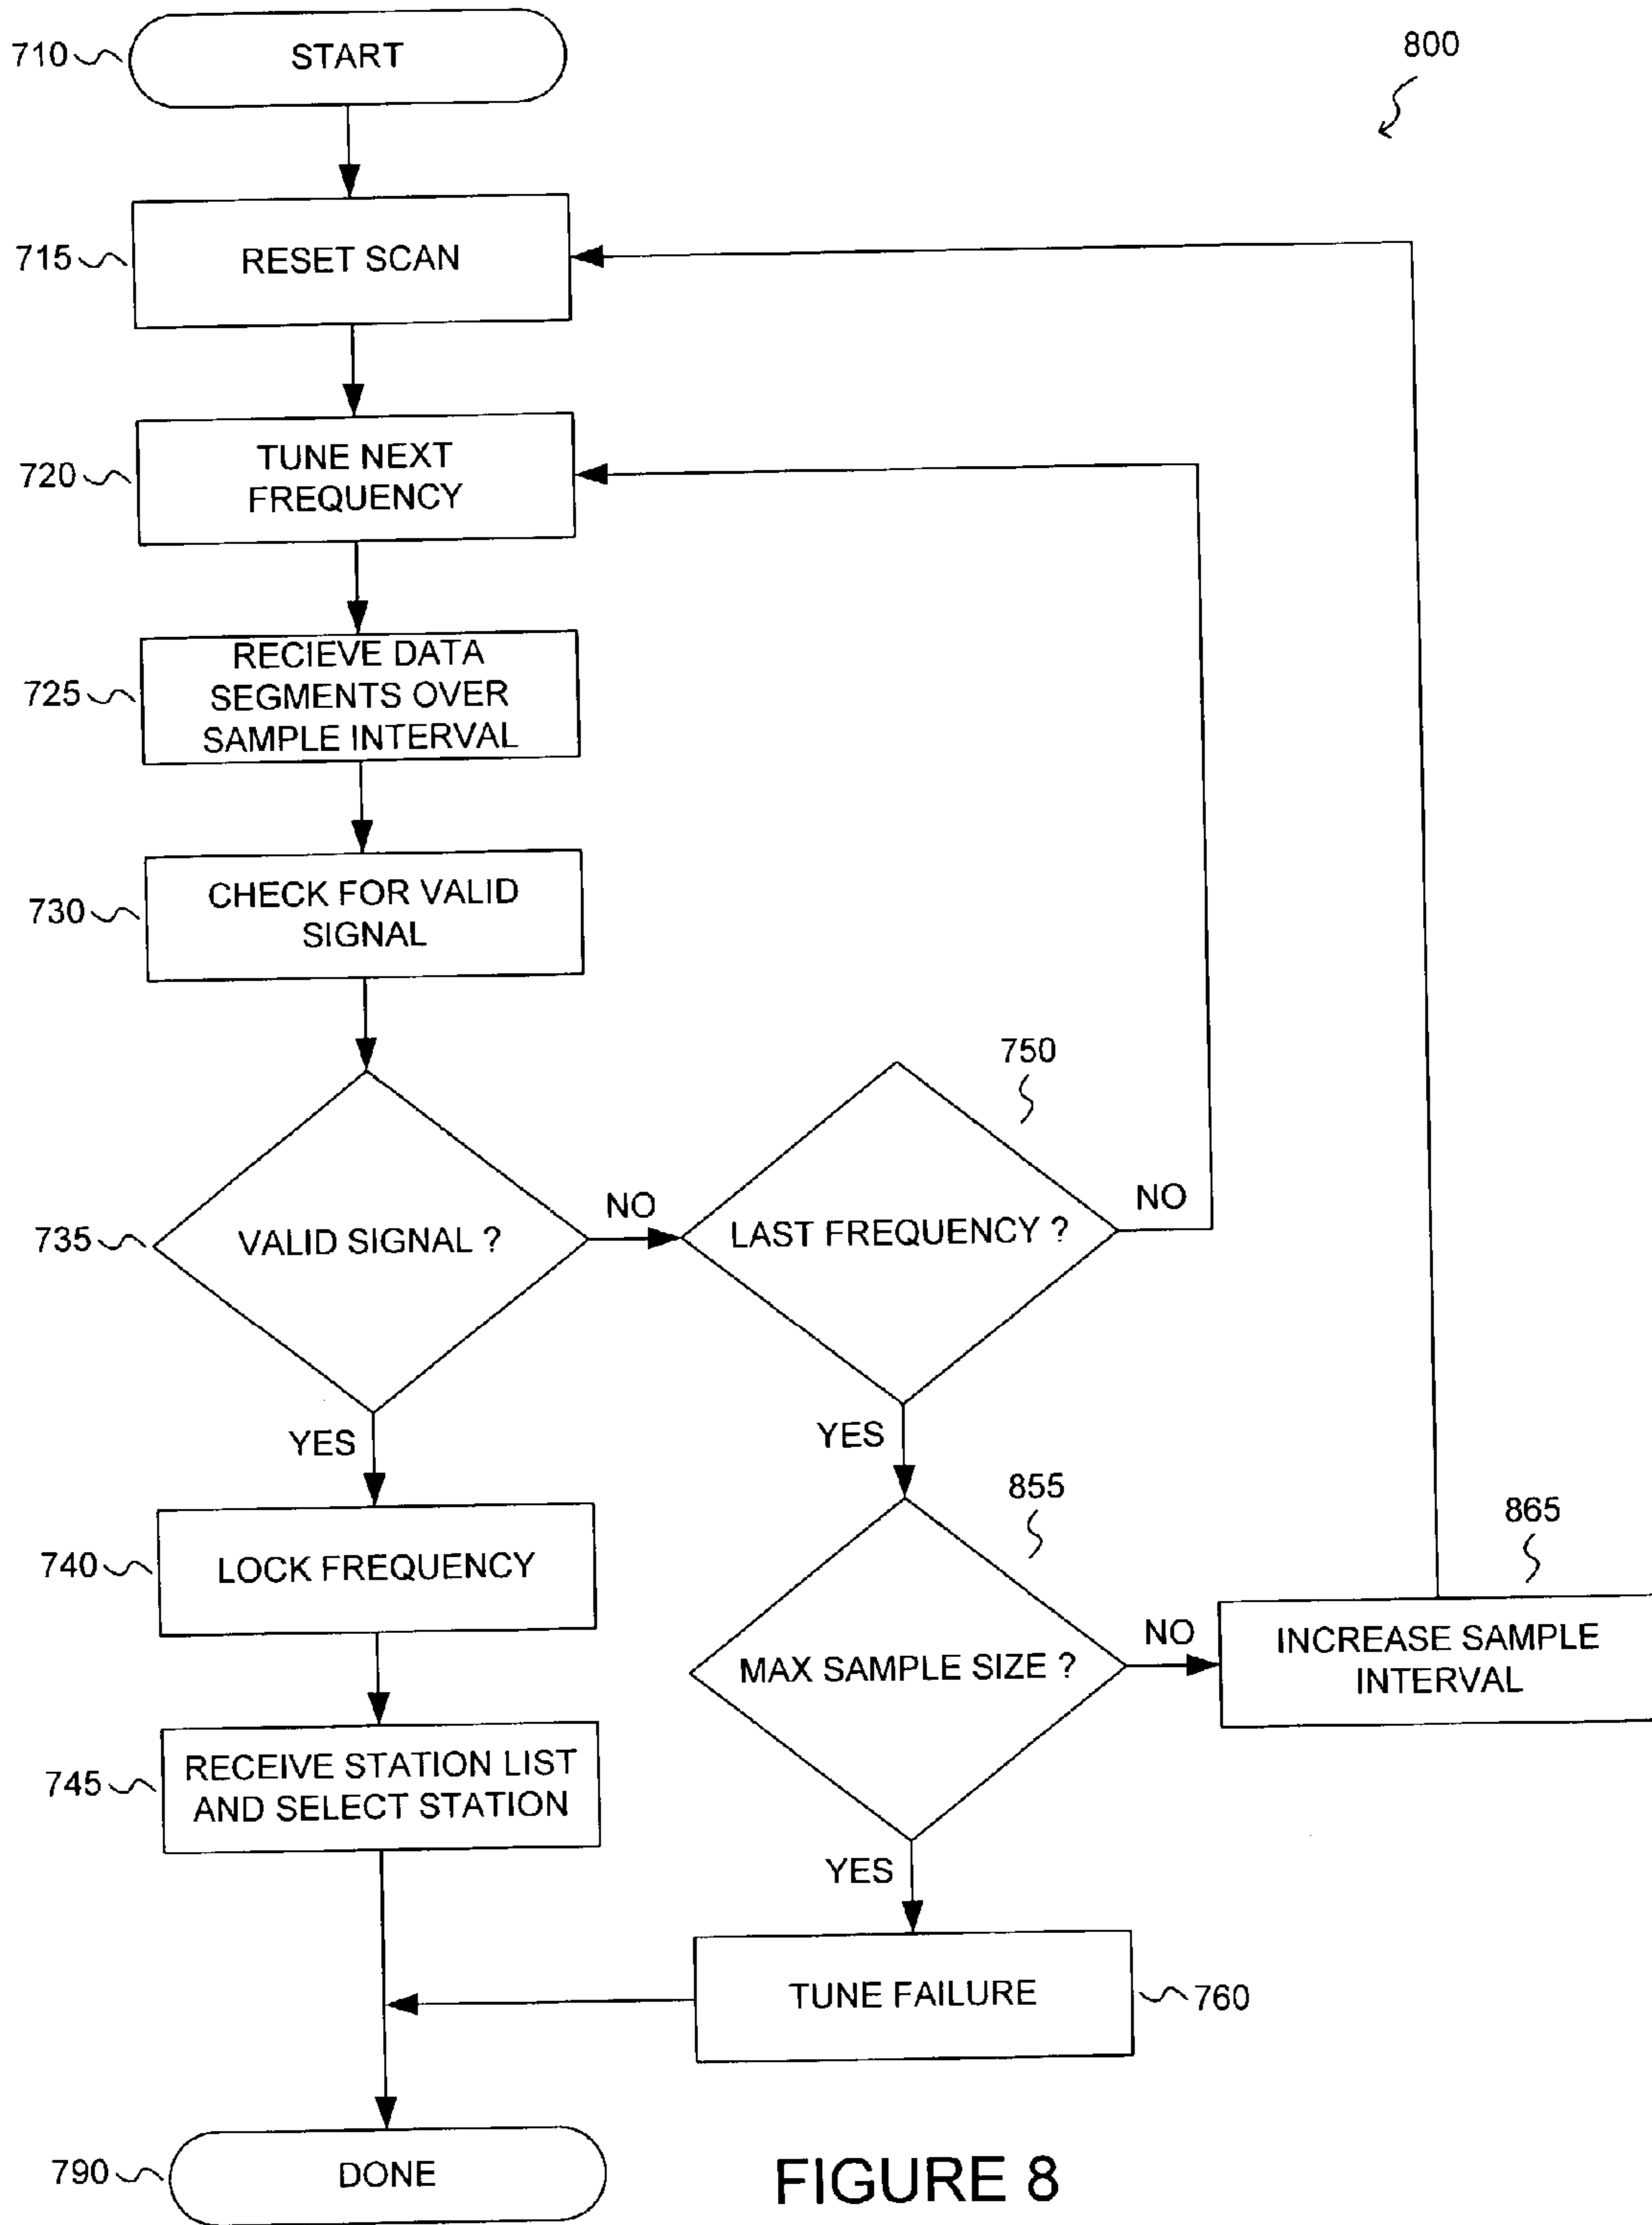 710
START
800
715
RESET SCAN
720
TUNE NEXT
FREQUENCY
725
RECIEVE DATA
SEGMENTS OVER
SAMPLE INTERVAL
730
CHECK FOR VALID
SIGNAL
735
VALID SIGNAL ?
NO
750
LAST FREQUENCY ?
NO
YES
YES
740
LOCK FREQUENCY
855
MAX SAMPLE SIZE ?
NO
865
INCREASE SAMPLE
INTERVAL
745
RECEIVE STATION LIST
AND SELECT STATION
YES
TUNE FAILURE
760
790
DONE
FIGURE 8